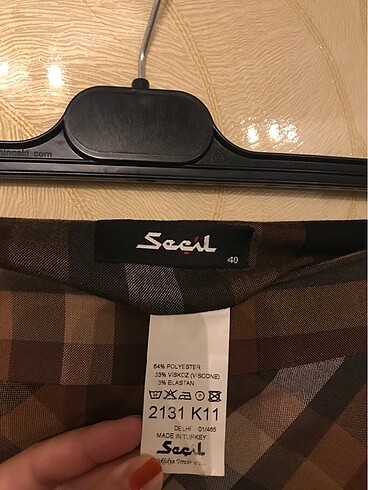 Seçil
40
64% POLYESTER
33% VISKOZ (VISCONE)
3% ELASTAN
2131 K11
DELHI 01/465
MADE IN TURKEY
Seçil